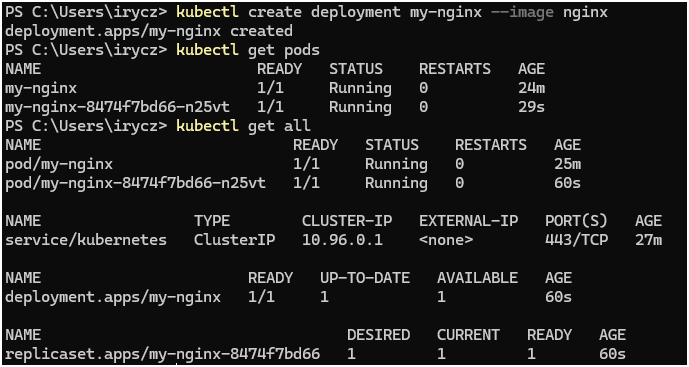 PS C:\Users\irycz> kubectl create deployment my-nginx --image nginx
deployment.apps/my-nginx created
PS C:\Users\irycz> kubectl get pods
NAME READY STATUS RESTARTS AGE
my-nginx 1/1 Running 0 24m
my-nginx-8474f7bd66-n25vt 1/1 Running 0 29s
PS C:\Users\irycz> kubectl get all
NAME READY STATUS RESTARTS AGE
pod/my-nginx 1/1 Running 0 25m
pod/my-nginx-8474f7bd66-n25vt 1/1 Running 0 60s
NAME TYPE CLUSTER-IP EXTERNAL-IP PORT(S) AGE
service/kubernetes ClusterIP 10.96.0.1 <none> 443/TCP 27m
NAME READY UP-TO-DATE AVAILABLE AGE
deployment.apps/my-nginx 1/1 1 1 60s
NAME DESIRED CURRENT READY AGE
replicaset.apps/my-nginx-8474f7bd66 1 1 1 60s